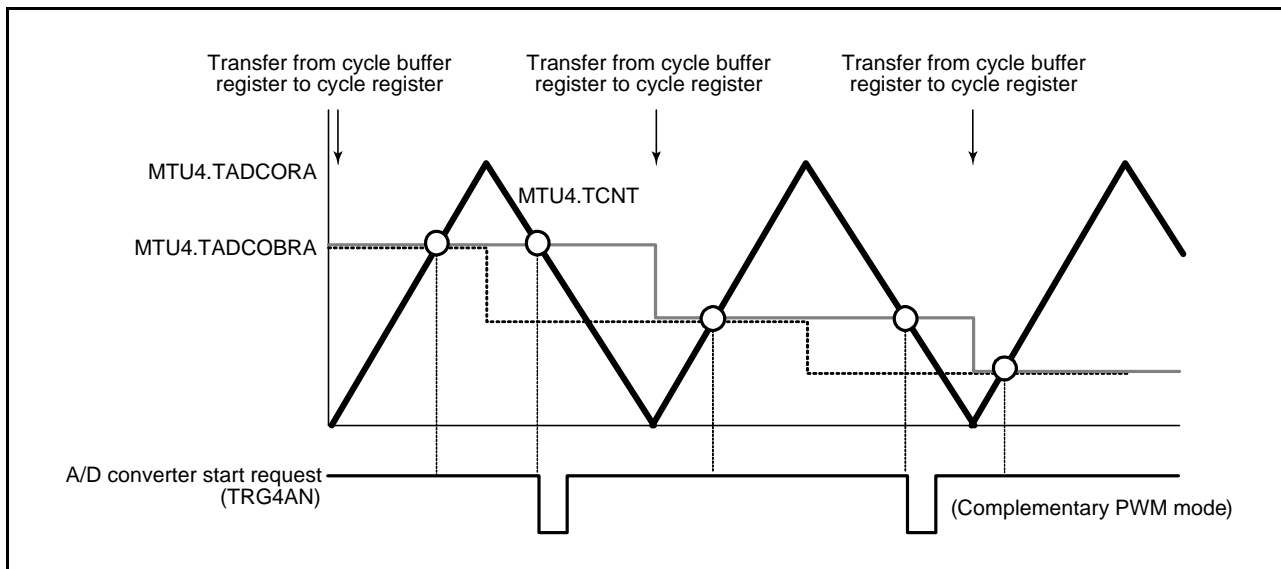 Transfer from cycle buffer
register to cycle register
Transfer from cycle buffer
register to cycle register
Transfer from cycle buffer
register to cycle register
MTU4.TADCORA
MTU4.TCNT
MTU4.TADCOBRA
A/D converter start request
(TRG4AN)
(Complementary PWM mode)